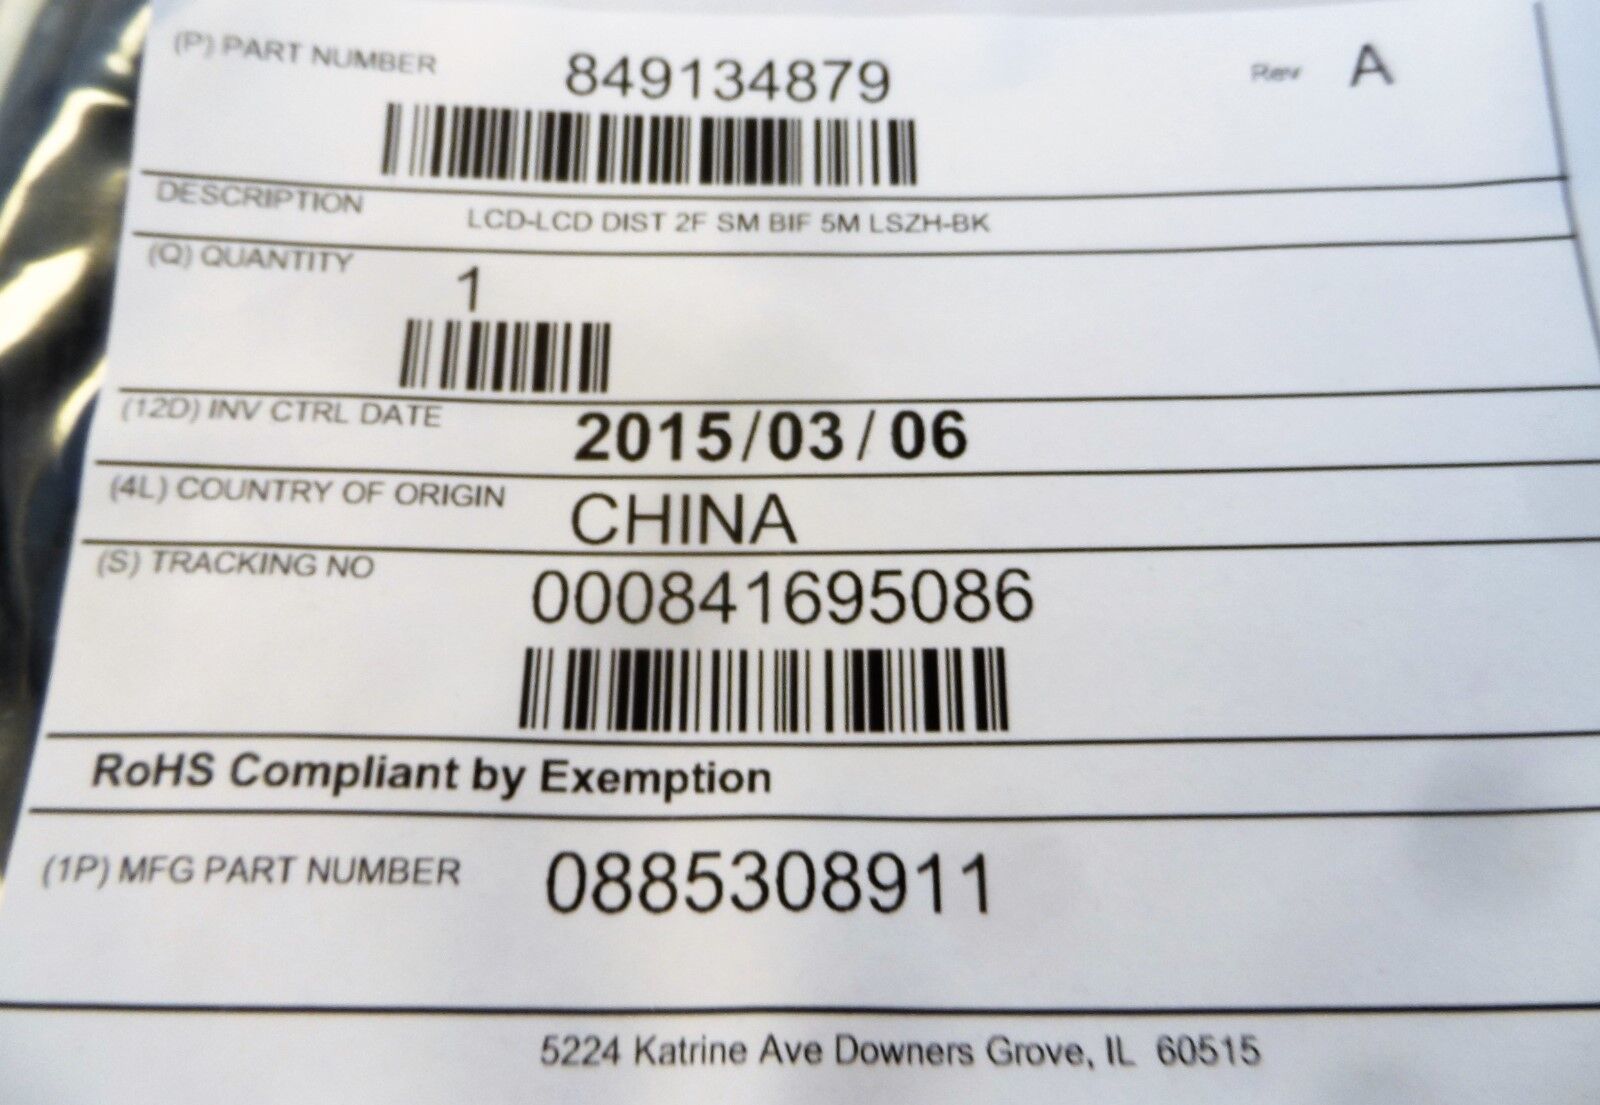 (P) PART NUMBER 849134879 Rev A
DESCRIPTION LCD-LCD DIST 2F SM BIF 5M LSZH-BK
(Q) QUANTITY 1
(12D) INV CTRL DATE 2015/03/06
(4L) COUNTRY OF ORIGIN CHINA
(S) TRACKING NO 000841695086
RoHS Compliant by Exemption
(1P) MFG PART NUMBER 0885308911
5224 Katrine Ave Downers Grove, IL 60515